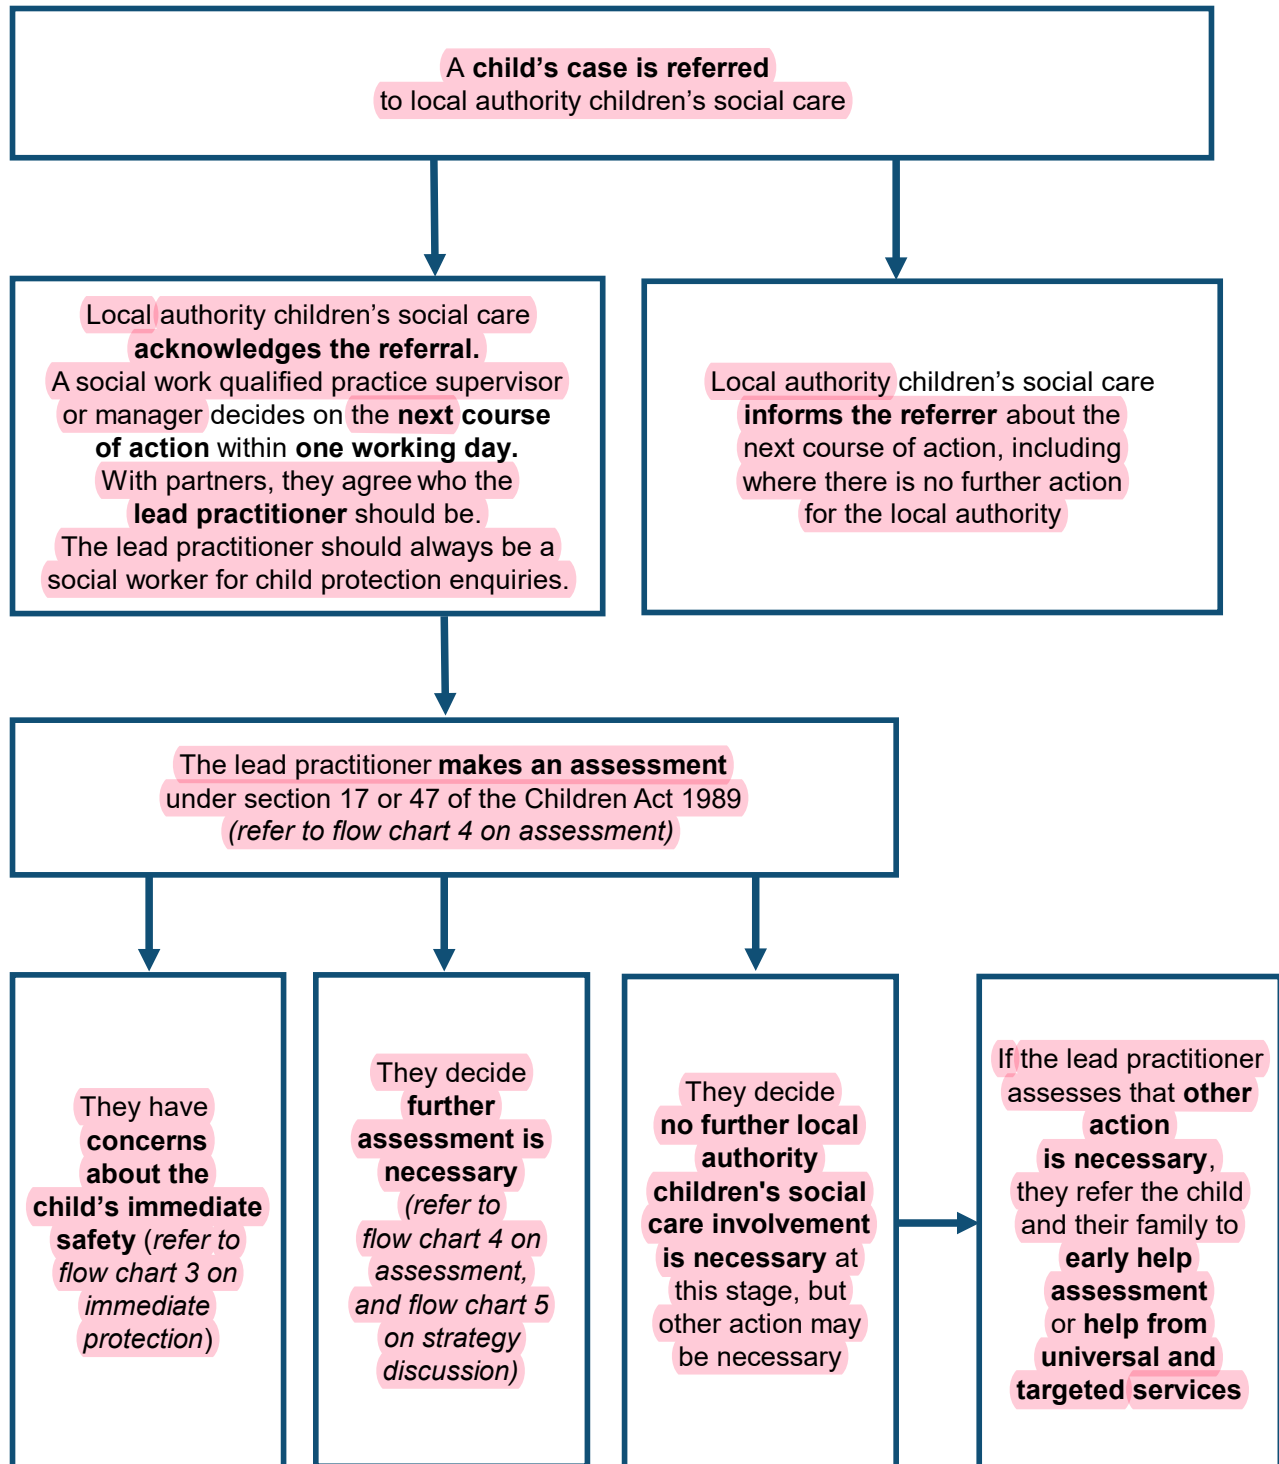 A child’s case is referred
to local authority children’s social care
Local authority children’s social care
acknowledges the referral.
A social work qualified practice supervisor
or manager decides on the next course
of action within one working day.
With partners, they agree who the
lead practitioner should be.
The lead practitioner should always be a
social worker for child protection enquiries.
Local authority children’s social care
informs the referrer about the
next course of action, including
where there is no further action
for the local authority
The lead practitioner makes an assessment
under section 17 or 47 of the Children Act 1989
(refer to flow chart 4 on assessment)
They have
concerns
about the
child’s immediate
safety (refer to
flow chart 3 on
immediate
protection)
They decide
further
assessment is
necessary
(refer to
flow chart 4 on
assessment,
and flow chart 5
on strategy
discussion)
They decide
no further local
authority
children's social
care involvement
is necessary at
this stage, but
other action may
be necessary
If the lead practitioner
assesses that other
action
is necessary,
they refer the child
and their family to
early help
assessment
or help from
universal and
targeted services